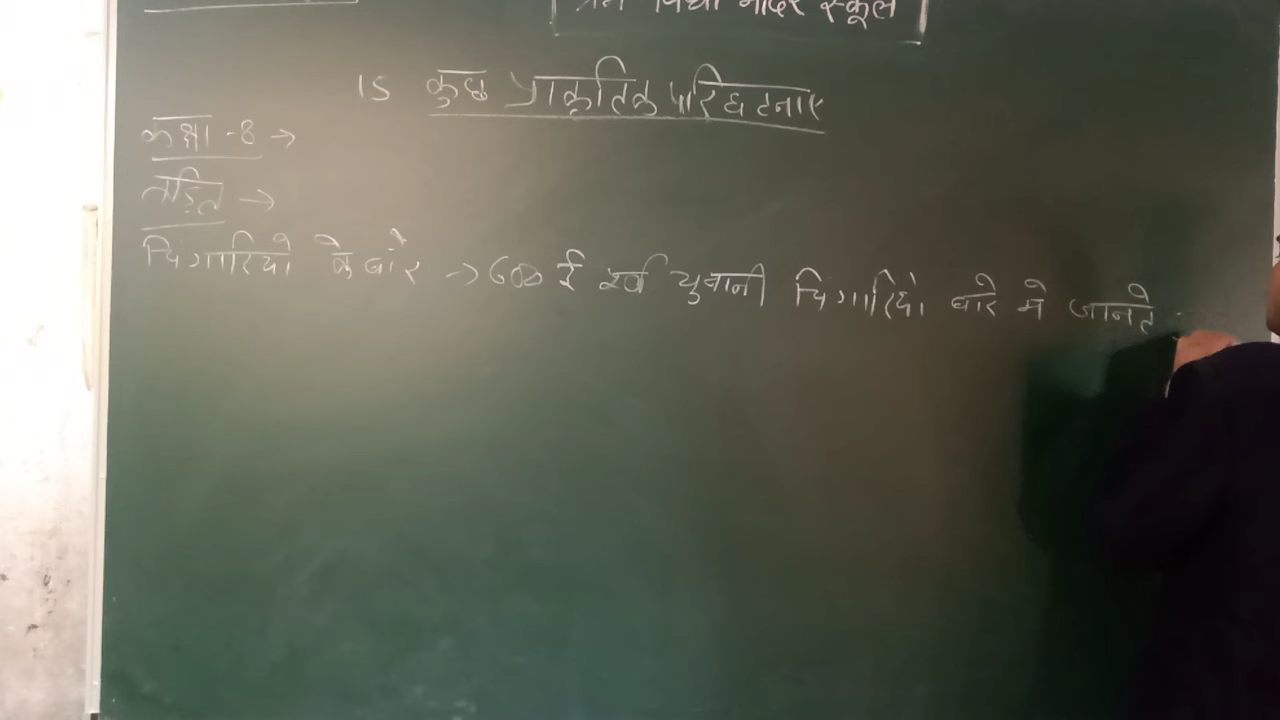 विद्या मंदिर स्कूल
15 कुछ प्राकृतिक परिघटनाए
कक्षा -8 →
तड़ित →
चिगारियो के बारे → 600 ई पूर्व युनानी चिगारियो बारे मे जानते